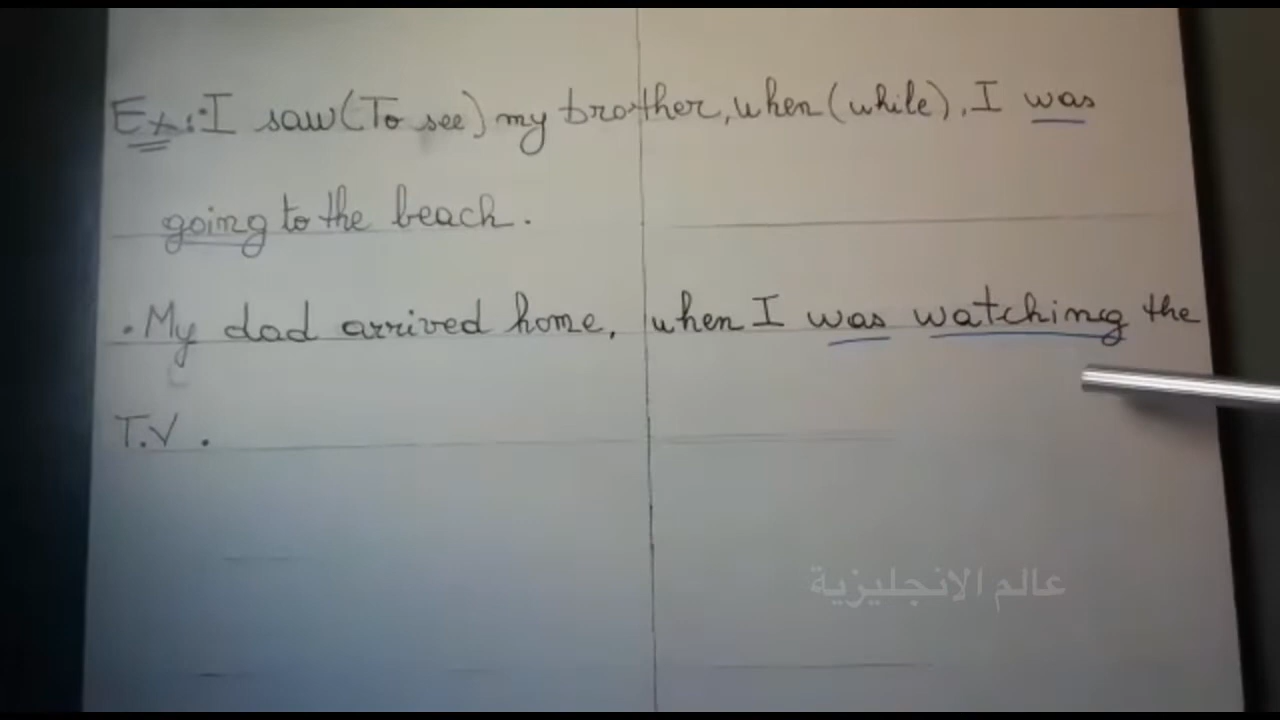 Ex: I saw (To see) my brother, when (while), I was
going to the beach.
. My dad arrived home, when I was watching the
T.V.
عالم الانجليزية